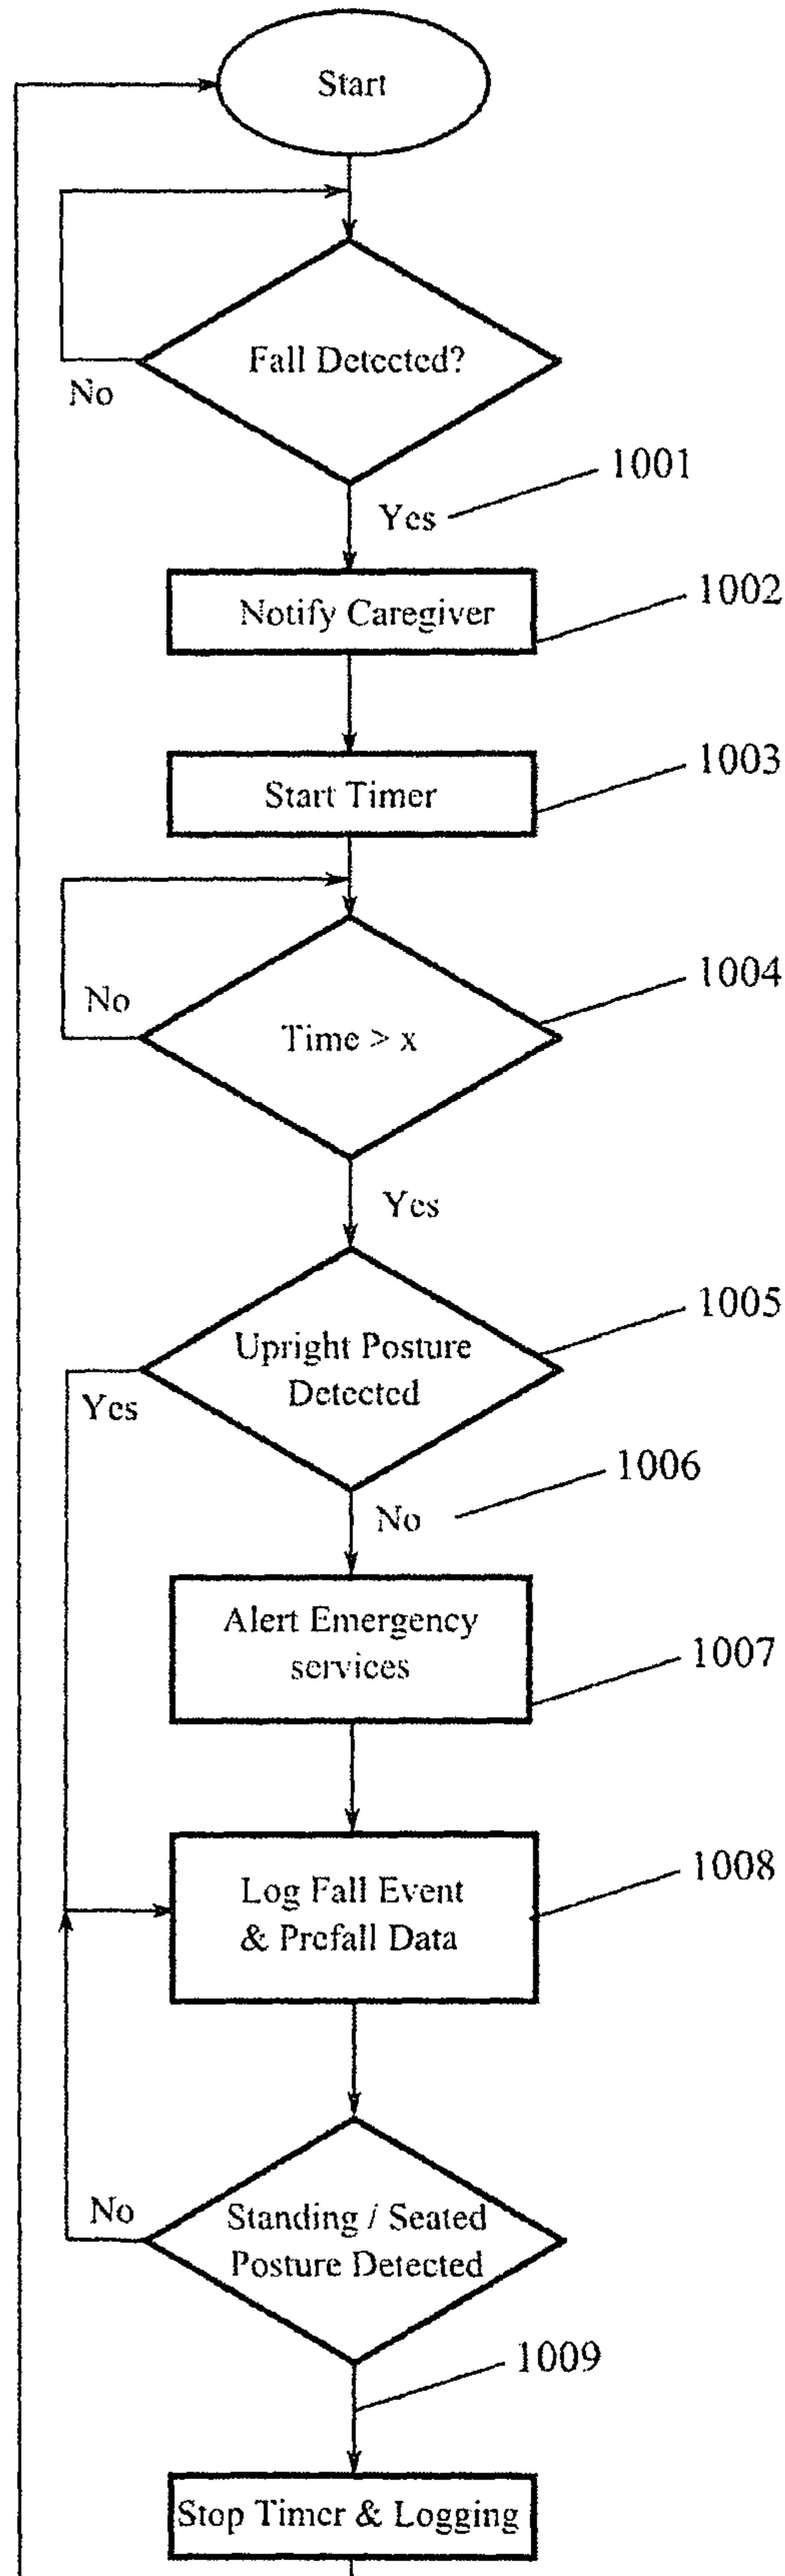 Start
Fall Detected?
No
1001
Yes
Notify Caregiver
1002
Start Timer
1003
No
Time > x
1004
Yes
Upright Posture
Detected
1005
Yes
1006
No
Alert Emergency
services
1007
Log Fall Event
& Prefall Data
1008
No
Standing / Seated
Posture Detected
1009
Stop Timer & Logging